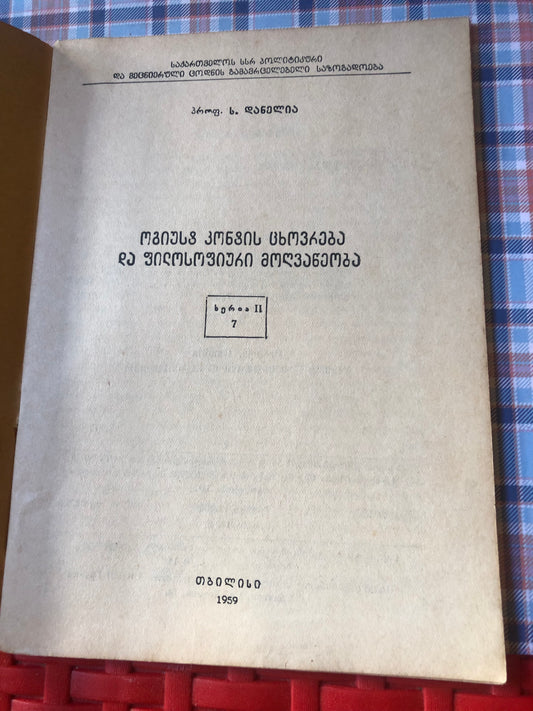 საქართველოს სსრ პოლიტიკური
და მეცნიერული ცოდნის გამავრცელებელი საზოგადოება
პროფ. ს. დანელია
ოგიუსტ კონტის ცხოვრება
და ფილოსოფიური მოღვაწეობა
სერია II
7
თბილისი
1959